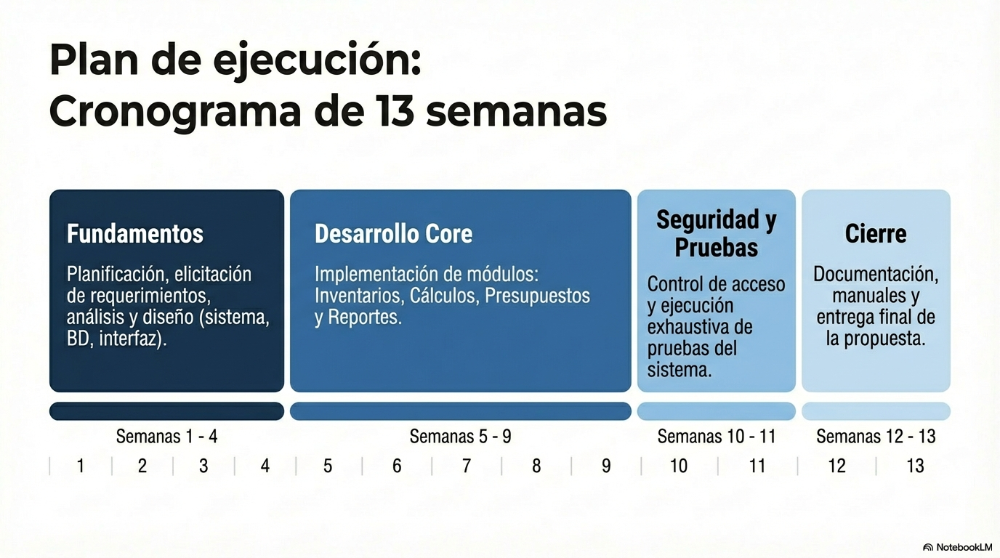 Plan de ejecución:
Cronograma de 13 semanas
Fundamentos
Planificación, elicitación
de requerimientos,
análisis y diseño (sistema,
BD, interfaz).
Desarrollo Core
Implementación de módulos:
Inventarios, Cálculos, Presupuestos
y Reportes.
Seguridad y
Pruebas
Control de acceso
y ejecución
exhaustiva de
pruebas del
sistema.
Cierre
Documentación,
manuales y
entrega final de
la propuesta.
Semanas 1 - 4
Semanas 5 - 9
Semanas 10 - 11
Semanas 12 - 13
1 2 3 4 5 6 7 8 9 10 11 12 13
NotebookLM